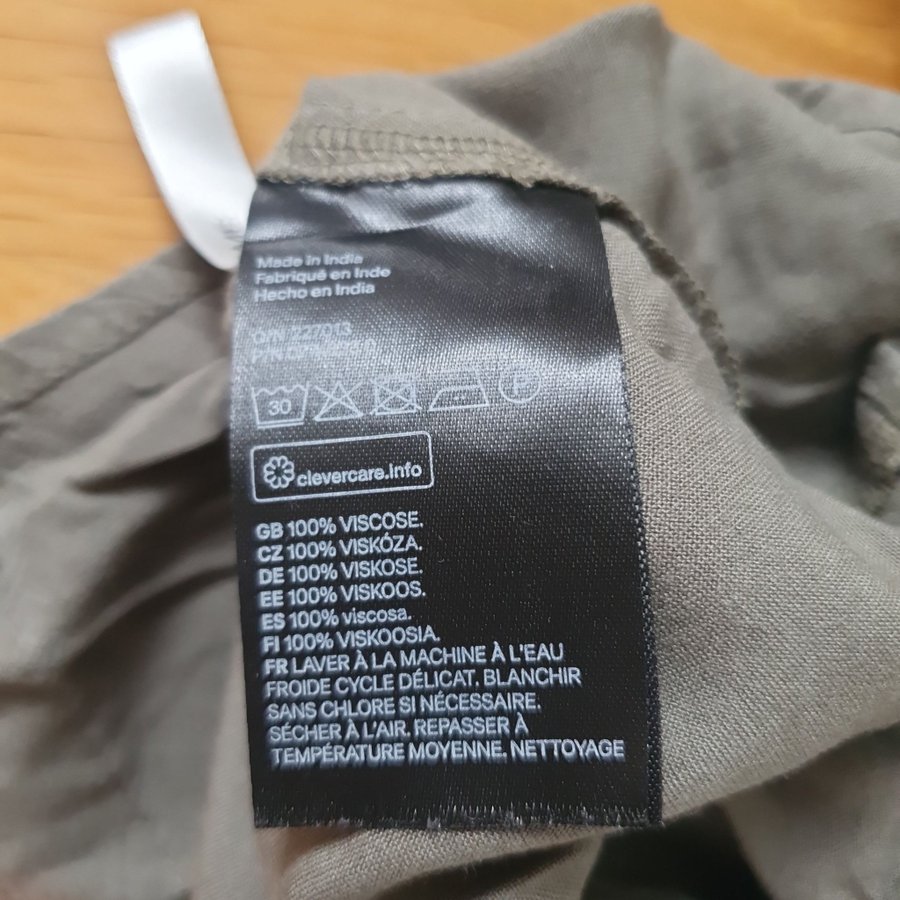 Made in India
Fabriqué en Inde
Hecho en India
O/N
30
P
clevercare.info
GB 100% VISCOSE.
CZ 100% VISKÓZA.
DE 100% VISKOSE.
EE 100% VISKOOS.
ES 100% viscosa.
FI 100% VISKOOSIA.
FR LAVER À LA MACHINE À L'EAU
FROIDE CYCLE DÉLICAT. BLANCHIR
SANS CHLORE SI NÉCESSAIRE.
SÉCHER À L'AIR. REPASSER À
TEMPÉRATURE MOYENNE. NETTOYAGE